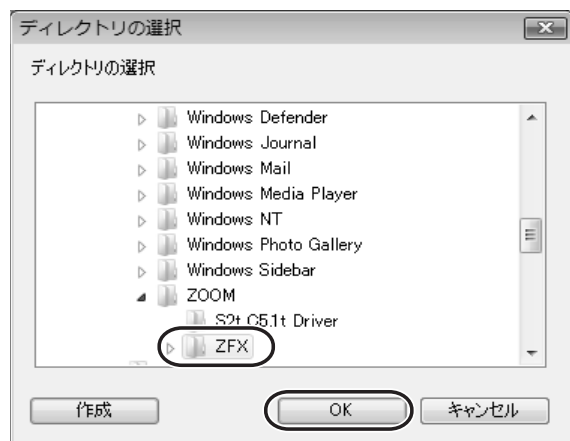 ディレクトリの選択
ディレクトリの選択
Windows Defender
Windows Journal
Windows Mail
Windows Media Player
Windows NT
Windows Photo Gallery
Windows Sidebar
ZOOM
S2t C5.1t Driver
ZFX
作成 OK キャンセル